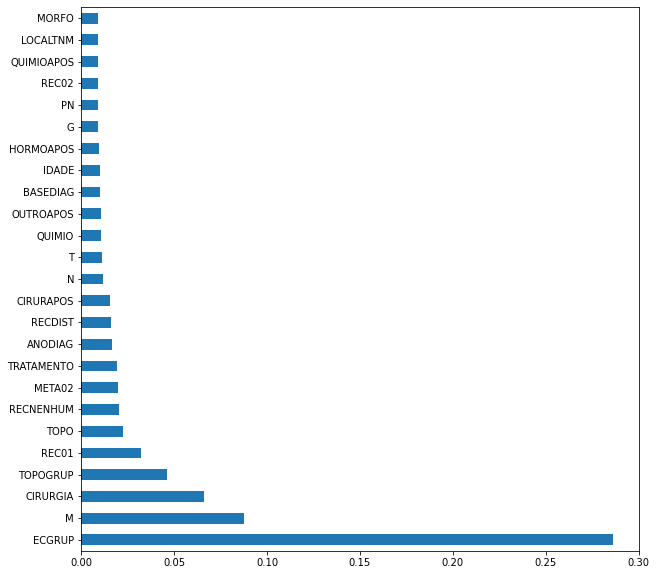 MORFO
LOCALTNM
QUIMIOAPOS
REC02
PN
G
HORMOAPOS
IDADE
BASEDIAG
OUTROAPOS
QUIMIO
T
N
CIRURAPOS
RECDIST
ANODIAG
TRATAMENTO
META02
RECNENHUM
TOPO
REC01
TOPOGRUP
CIRURGIA
M
ECGRUP
0.00 0.05 0.10 0.15 0.20 0.25 0.30